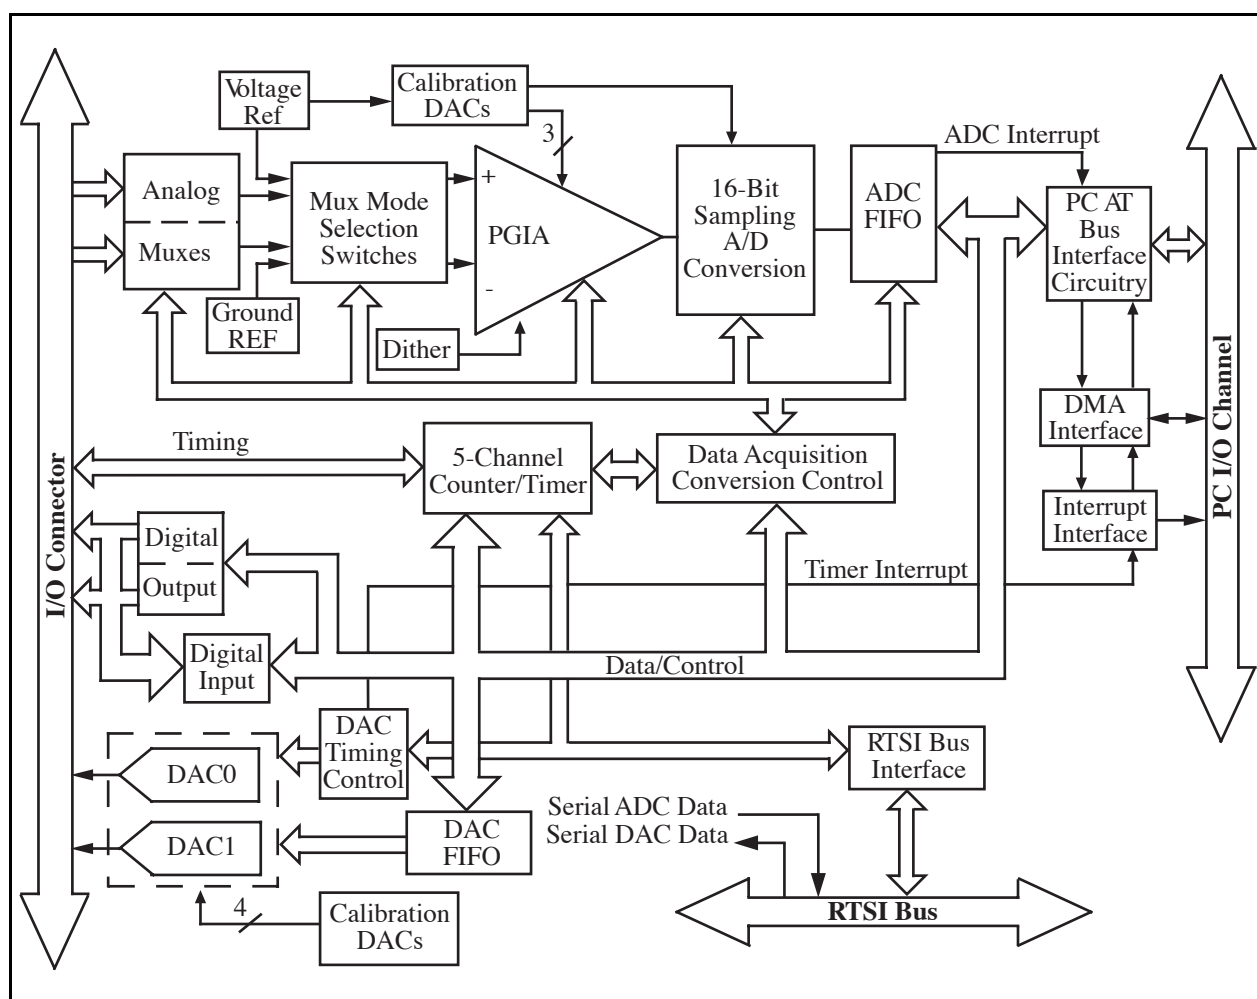 Voltage
Ref
Calibration
DACs
3
ADC Interrupt
Analog
Muxes
Mux Mode
Selection
Switches
+
PGIA
-
16-Bit
Sampling
A/D
Conversion
ADC
FIFO
PC AT
Bus
Interface
Circuitry
Ground
REF
Dither
DMA
Interface
PC I/O Channel
Timing
5-Channel
Counter/Timer
Data Acquisition
Conversion Control
Interrupt
Interface
I/O Connector
Digital
Output
Timer Interrupt
Digital
Input
Data/Control
DAC
Timing
Control
RTSI Bus
Interface
DAC0
DAC1
DAC
FIFO
Serial ADC Data
Serial DAC Data
4
Calibration
DACs
RTSI Bus